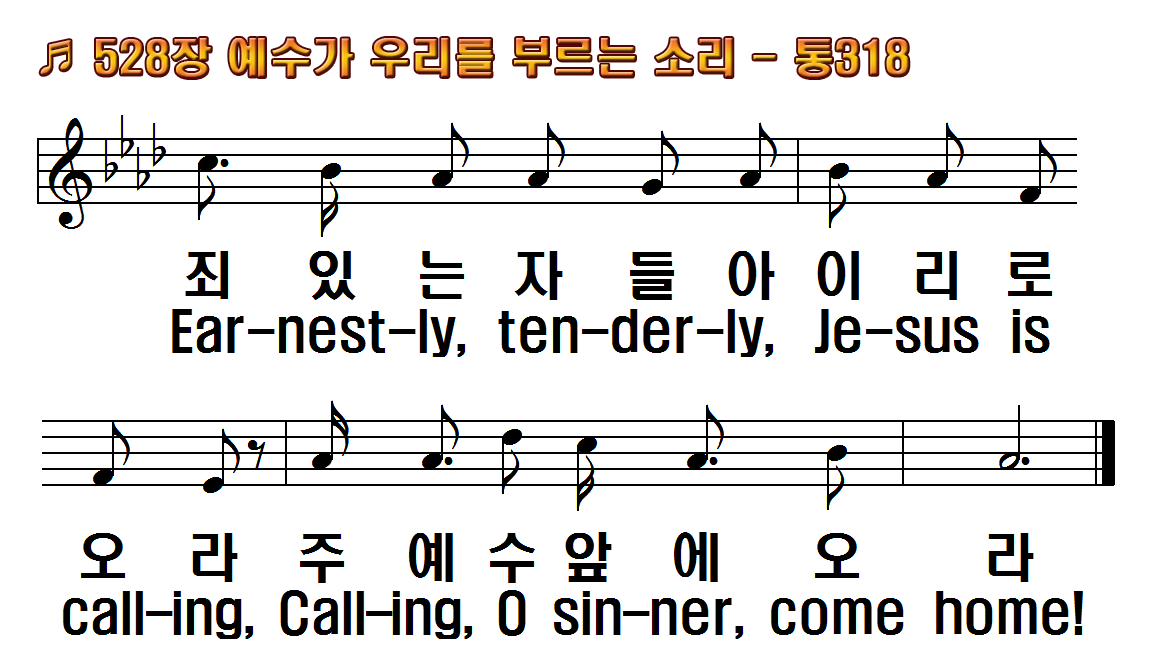 ♬ 528장 예수가 우리를 부르는 소리 - 통318
죄 있 는 자 들 아 이 리 로
Ear-nest-ly, ten-der-ly, Je-sus is
오 라 주 예 수 앞 에 오 라
call-ing, Call-ing, O sin-ner, come home!